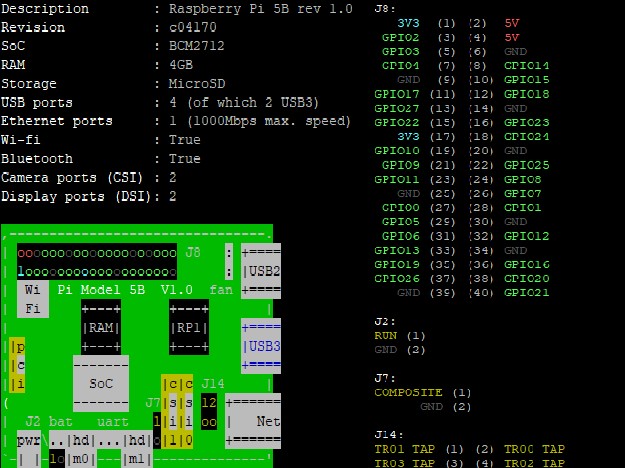 Description : Raspberry Pi 5B rev 1.0
Revision : c04170
SoC : BCM2712
RAM : 4GB
Storage : MicroSD
USB ports : 4 (of which 2 USB3)
Ethernet ports : 1 (1000Mbps max. speed)
Wi-fi : True
Bluetooth : True
Camera ports (CSI) : 2
Display ports (DSI): 2
,--------------------------------.
| oooooooooooooooooooo J8 : +====
| 1ooooooooooooooooooo : |USB2
| Wi Pi Model 5B V1.0 fan +====
| Fi +---+ +---+ |
| |RAM| |RP1| +====
|p +---+ +---+ |USB3
|c ------- +====
|i SoC |c|c J14 |
( ------- J7|s|s 12 +======
| J2 bat uart 1|i|i oo | Net
| pwr\..|hd|...|hd|o|1|0 +======
`-| |-1o|m0|---|m1|----------
J8:
3V3 (1) (2) 5V
GPIO2 (3) (4) 5V
GPIO3 (5) (6) GND
GPIO4 (7) (8) GPIO14
GND (9) (10) GPIO15
GPIO17 (11) (12) GPIO18
GPIO27 (13) (14) GND
GPIO22 (15) (16) GPIO23
3V3 (17) (18) GPIO24
GPIO10 (19) (20) GND
GPIO9 (21) (22) GPIO25
GPIO11 (23) (24) GPIO8
GND (25) (26) GPIO7
GPIO0 (27) (28) GPIO1
GPIO5 (29) (30) GND
GPIO6 (31) (32) GPIO12
GPIO13 (33) (34) GND
GPIO19 (35) (36) GPIO16
GPIO26 (37) (38) GPIO20
GND (39) (40) GPIO21
J2:
RUN (1)
GND (2)
J7:
COMPOSITE (1)
GND (2)
J14:
TR01 TAP (1) (2) TR00 TAP
TR03 TAP (3) (4) TR02 TAP